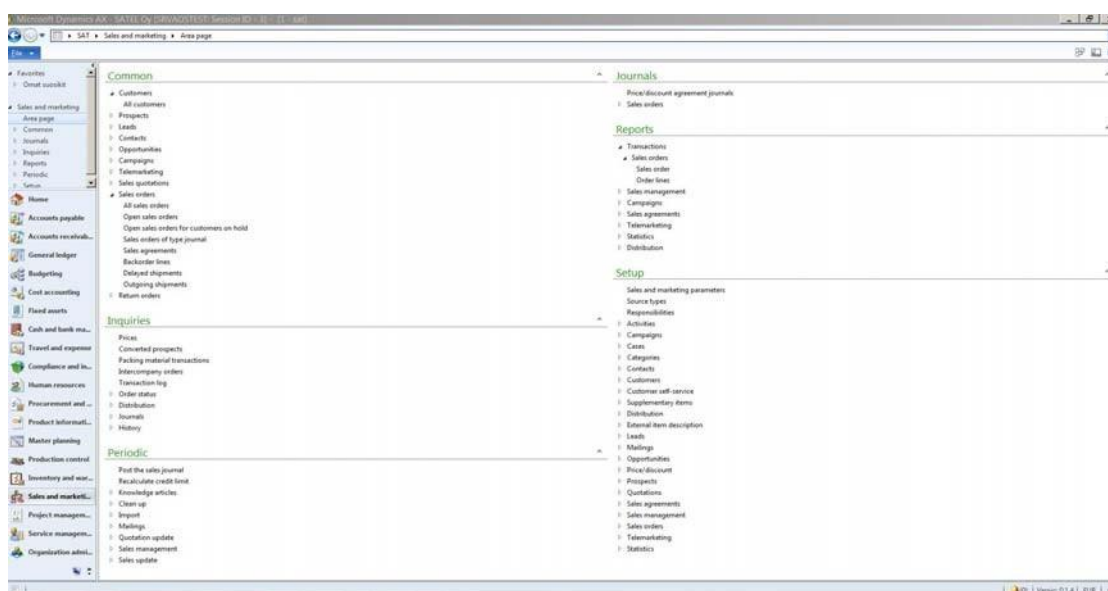 Microsoft Dynamics AX - SATEL Oy
SAT ▸ Sales and marketing ▸ Area page
File
Favorites
Omat suosikit
Sales and marketing
Area page
Common
Journals
Inquiries
Reports
Periodic
Setup
Home
Accounts payable
Accounts receivab...
General ledger
Budgeting
Cost accounting
Fixed assets
Cash and bank ma...
Travel and expense
Compliance and in...
Human resources
Procurement and ...
Product informati...
Master planning
Production control
Inventory and war...
Sales and marketi...
Project managem...
Service managem...
Organization admi...
Common
Customers
All customers
Prospects
Leads
Contacts
Opportunities
Campaigns
Telemarketing
Sales quotations
Sales orders
All sales orders
Open sales orders
Open sales orders for customers on hold
Sales orders of type journal
Sales agreements
Backorder lines
Delayed shipments
Outgoing shipments
Return orders
Inquiries
Prices
Converted prospects
Packing material transactions
Intercompany orders
Transaction log
Order status
Distribution
Journals
History
Periodic
Post the sales journal
Recalculate credit limit
Knowledge articles
Clean up
Import
Mailings
Quotation update
Sales management
Sales update
Journals
Price/discount agreement journals
Sales orders
Reports
Transactions
Sales orders
Sales order
Order lines
Sales management
Campaigns
Sales agreements
Telemarketing
Statistics
Distribution
Setup
Sales and marketing parameters
Source types
Responsibilities
Activities
Campaigns
Cases
Categories
Contacts
Customers
Customer self-service
Supplementary items
Distribution
External item description
Leads
Mailings
Opportunities
Price/discount
Prospects
Quotations
Sales agreements
Sales management
Sales orders
Telemarketing
Statistics